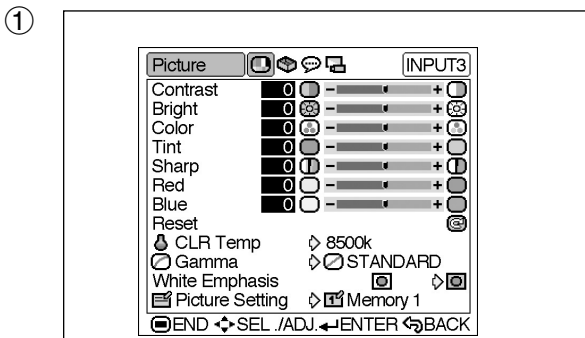 ①
Picture INPUT3
Contrast 0 - +
Bright 0 - +
Color 0 - +
Tint 0 - +
Sharp 0 - +
Red 0 - +
Blue 0 - +
Reset
CLR Temp 8500k
Gamma STANDARD
White Emphasis
Picture Setting 1 Memory 1
END SEL./ADJ. ENTER BACK